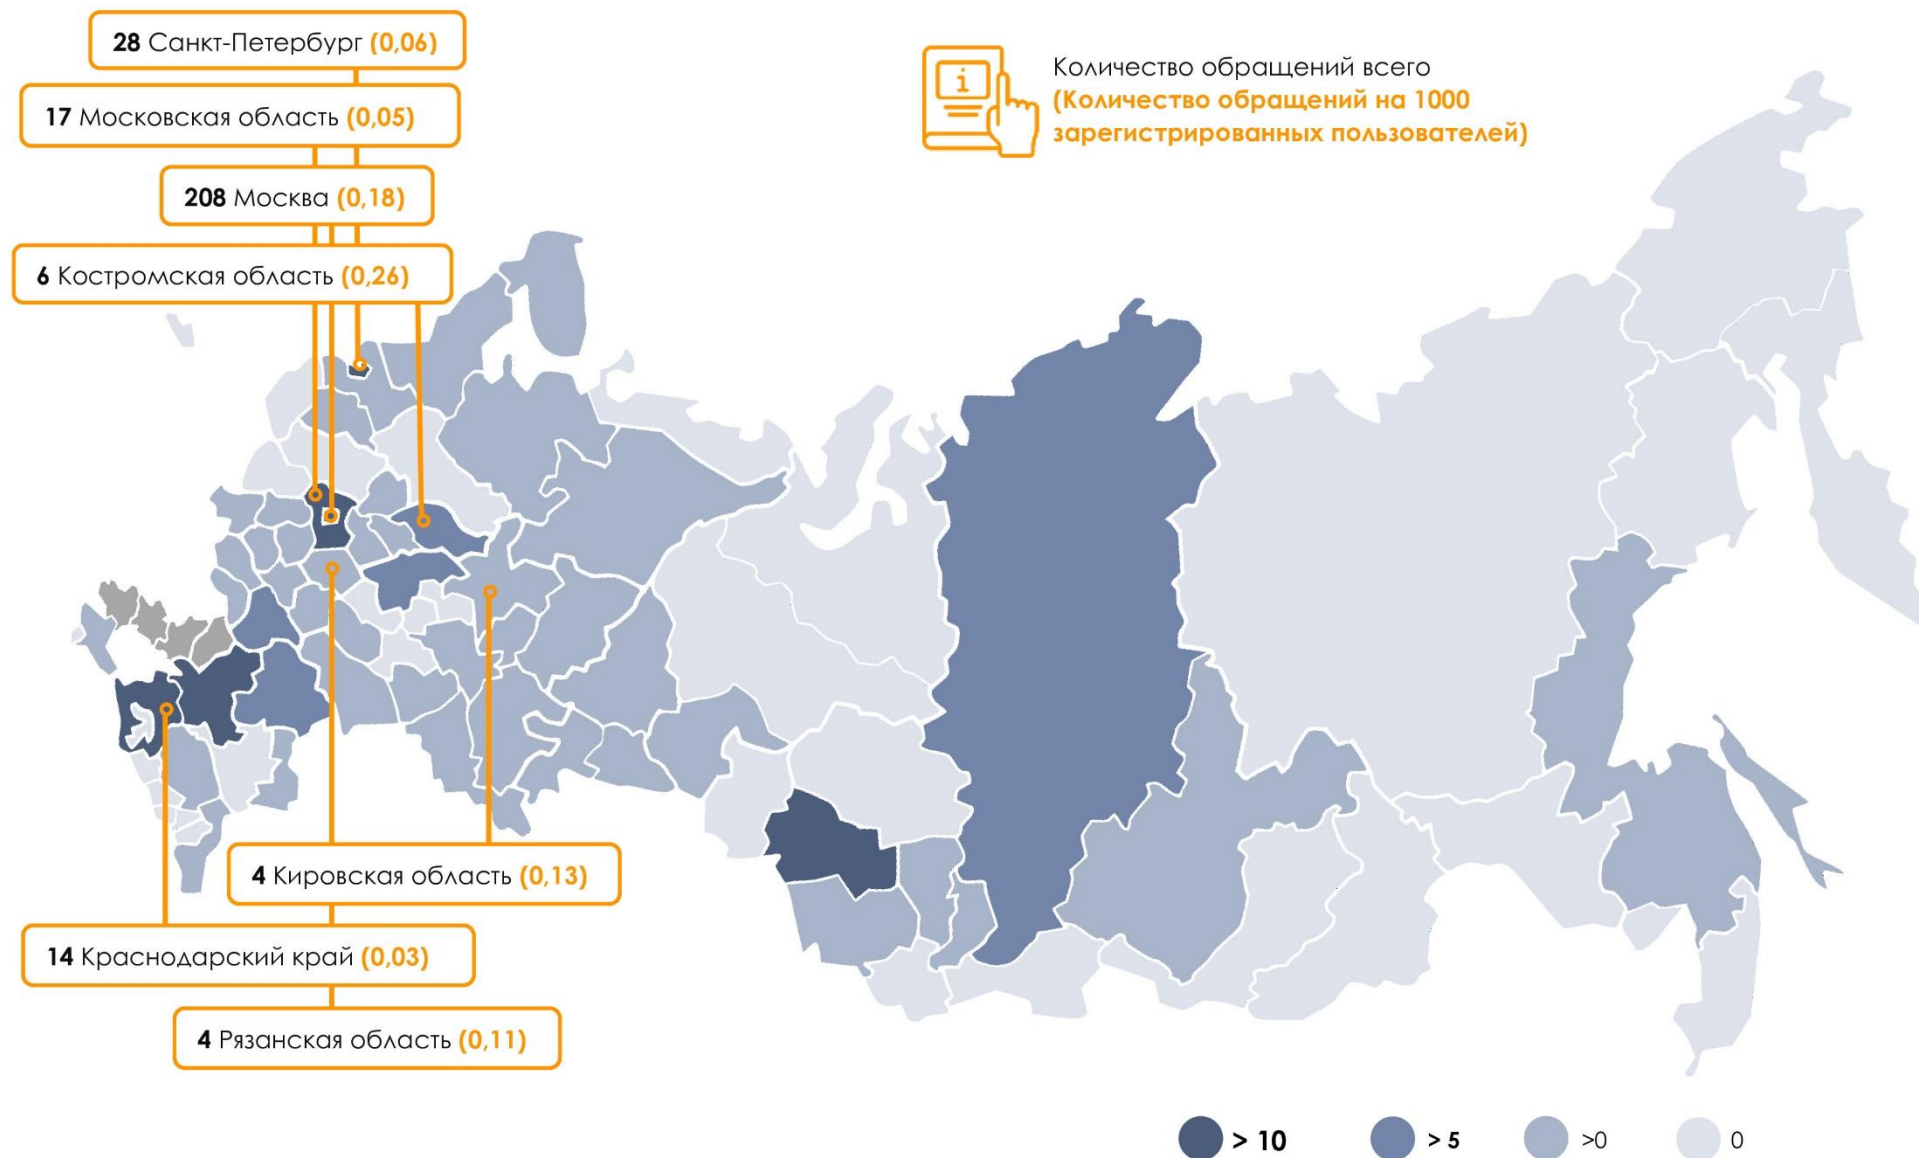 28 Санкт-Петербург (0,06)
17 Московская область (0,05)
208 Москва (0,18)
6 Костромская область (0,26)
i
Количество обращений всего
(Количество обращений на 1000
зарегистрированных пользователей)
4 Кировская область (0,13)
14 Краснодарский край (0,03)
4 Рязанская область (0,11)
> 10
> 5
>0
0